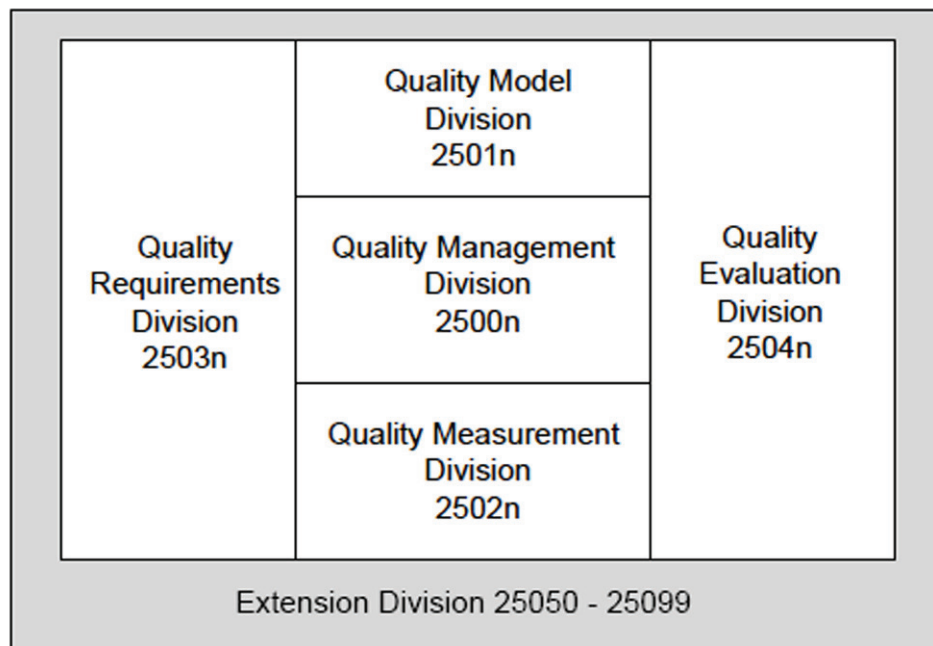 Quality Model
Division
2501n
Quality
Requirements
Division
2503n
Quality Management
Division
2500n
Quality
Evaluation
Division
2504n
Quality Measurement
Division
2502n
Extension Division 25050 - 25099